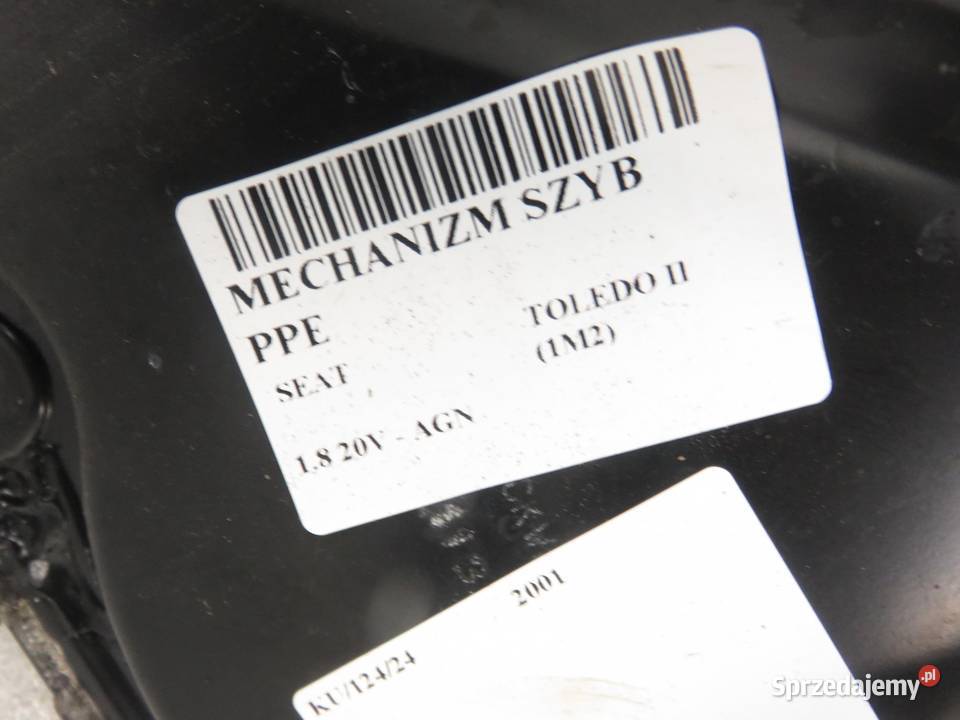 MECHANIZM SZYB
PPE
SEAT TOLEDO II
(1M2)
1.8 20V - AGN
2001
KU/124/24
Sprzedajemy.pl